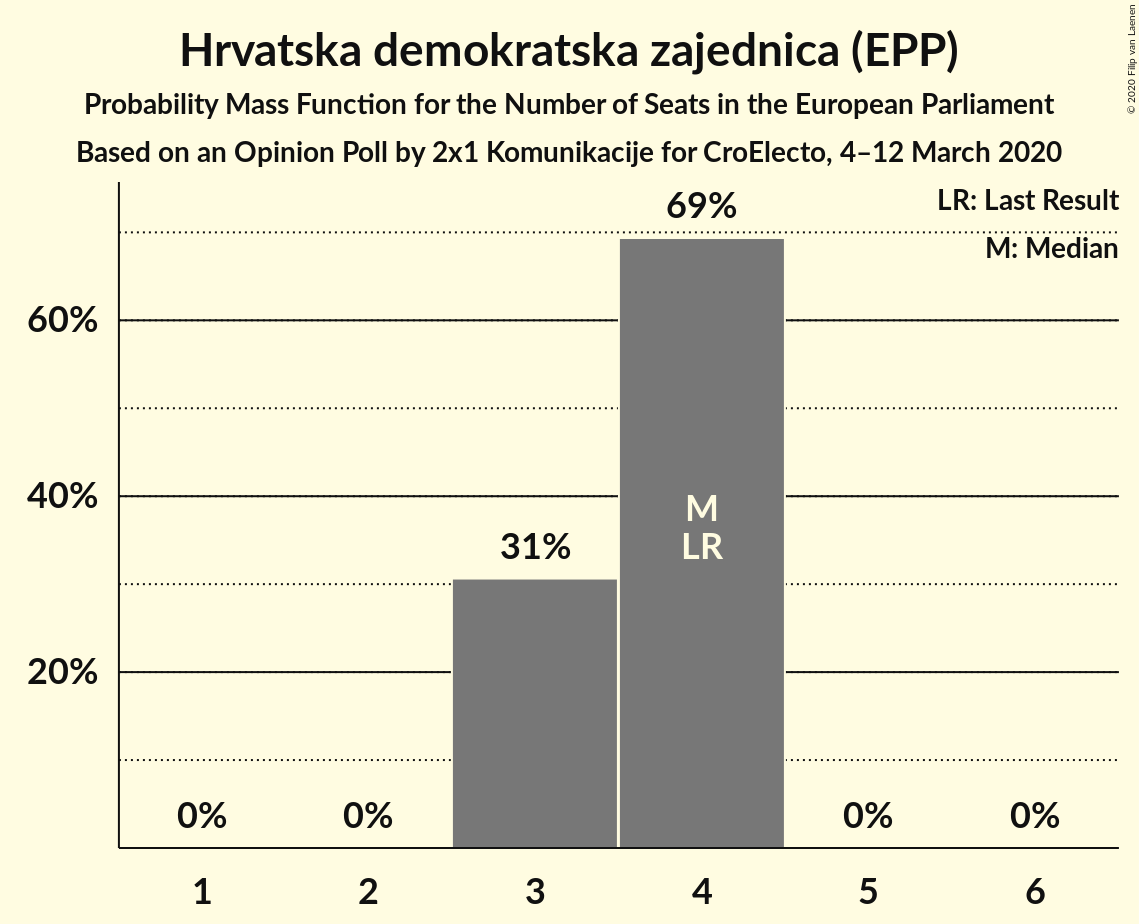 Hrvatska demokratska zajednica (EPP)
Probability Mass Function for the Number of Seats in the European Parliament
Based on an Opinion Poll by 2x1 Komunikacije for CroElecto, 4–12 March 2020
© 2020 Filip van Laenen
LR: Last Result
M: Median
69%
60%
40%
M
31%
LR
20%
0%
0%
0%
0%
1
2
3
4
5
6